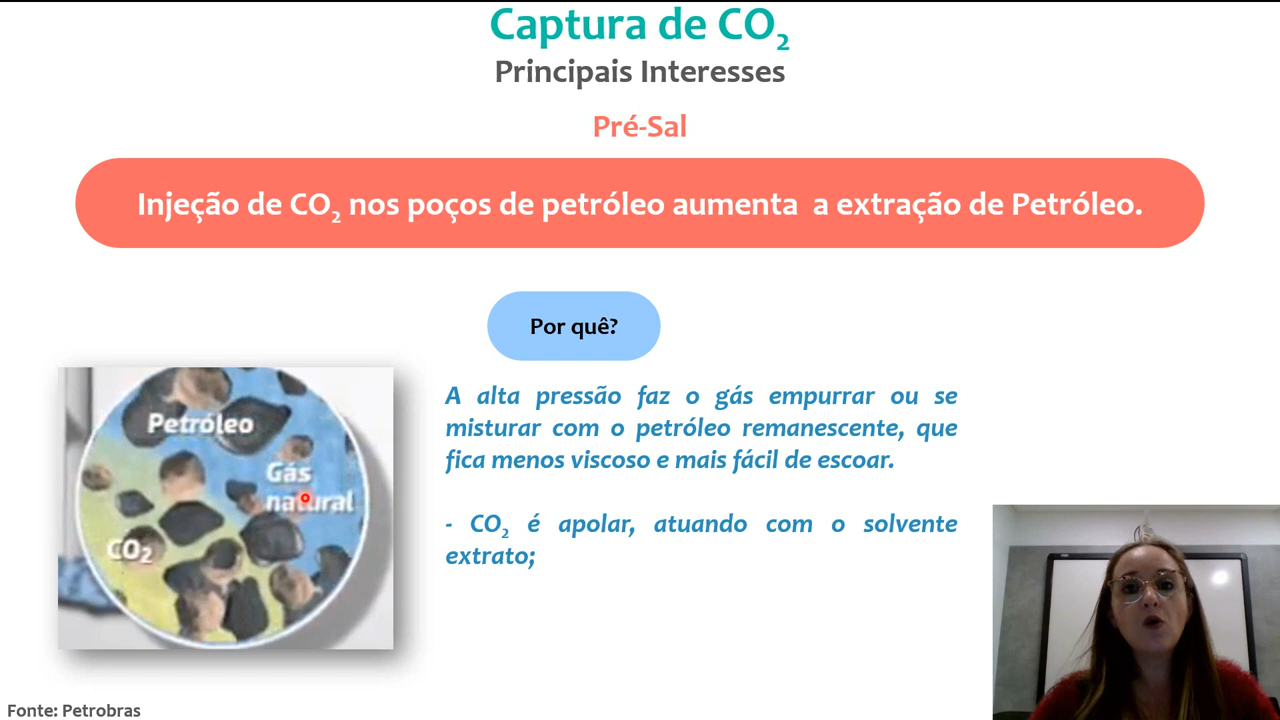 Captura de CO₂
Principais Interesses
Pré-Sal
Injeção de CO₂ nos poços de petróleo aumenta a extração de Petróleo.
Por quê?
A alta pressão faz o gás empurrar ou se
misturar com o petróleo remanescente, que
fica menos viscoso e mais fácil de escoar.
- CO₂ é apolar, atuando com o solvente
extrato;
Petróleo
Gás
natural
CO₂
Fonte: Petrobras